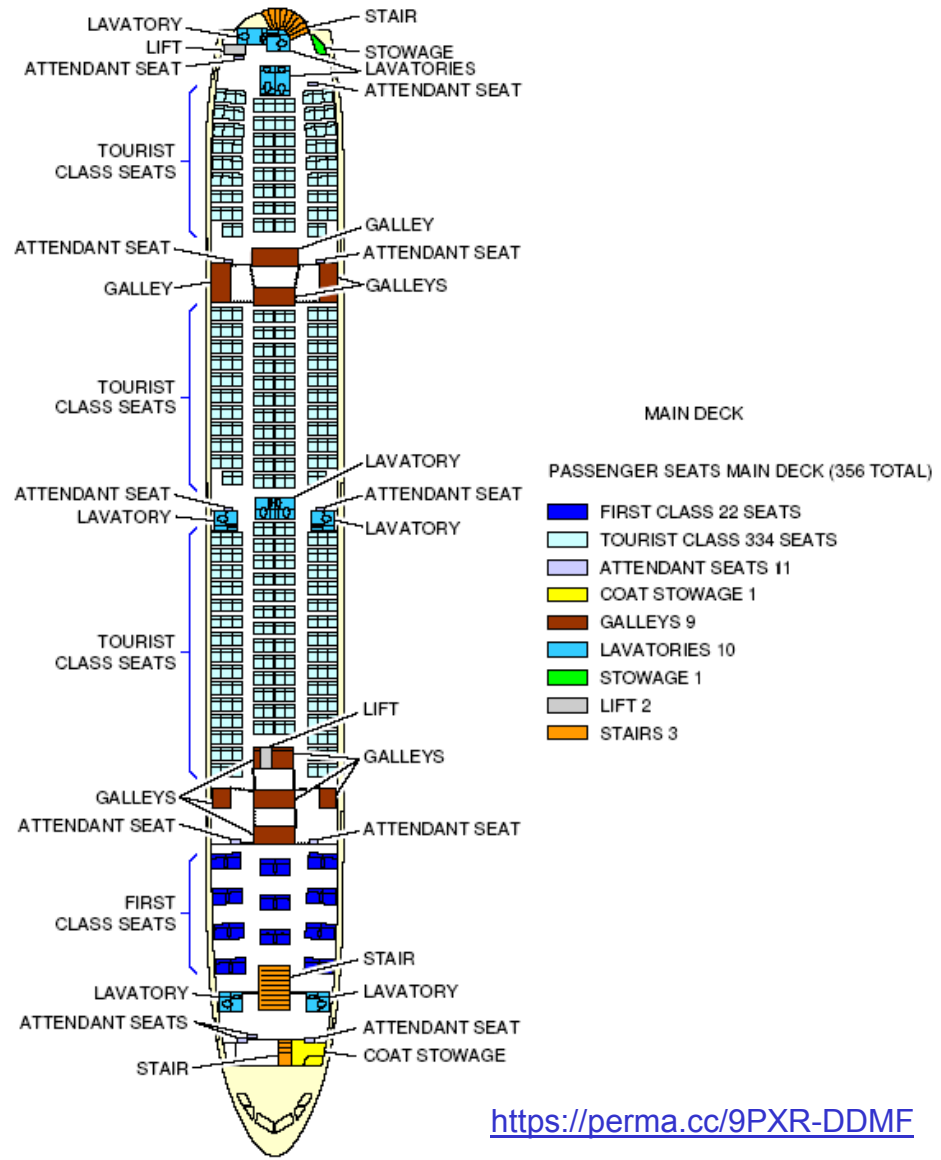 STAIR
LAVATORY
LIFT
STOWAGE
ATTENDANT SEAT
LAVATORIES
ATTENDANT SEAT
TOURIST
CLASS SEATS
GALLEY
ATTENDANT SEAT
ATTENDANT SEAT
GALLEY
GALLEYS
TOURIST
CLASS SEATS
LAVATORY
ATTENDANT SEAT
ATTENDANT SEAT
LAVATORY
LAVATORY
TOURIST
CLASS SEATS
LIFT
GALLEYS
GALLEYS
ATTENDANT SEAT
ATTENDANT SEAT
FIRST
CLASS SEATS
STAIR
LAVATORY
LAVATORY
ATTENDANT SEATS
ATTENDANT SEAT
STAIR
COAT STOWAGE
MAIN DECK
PASSENGER SEATS MAIN DECK (356 TOTAL)
FIRST CLASS 22 SEATS
TOURIST CLASS 334 SEATS
ATTENDANT SEATS 11
COAT STOWAGE 1
GALLEYS 9
LAVATORIES 10
STOWAGE 1
LIFT 2
STAIRS 3
https://perma.cc/9PXR-DDMF